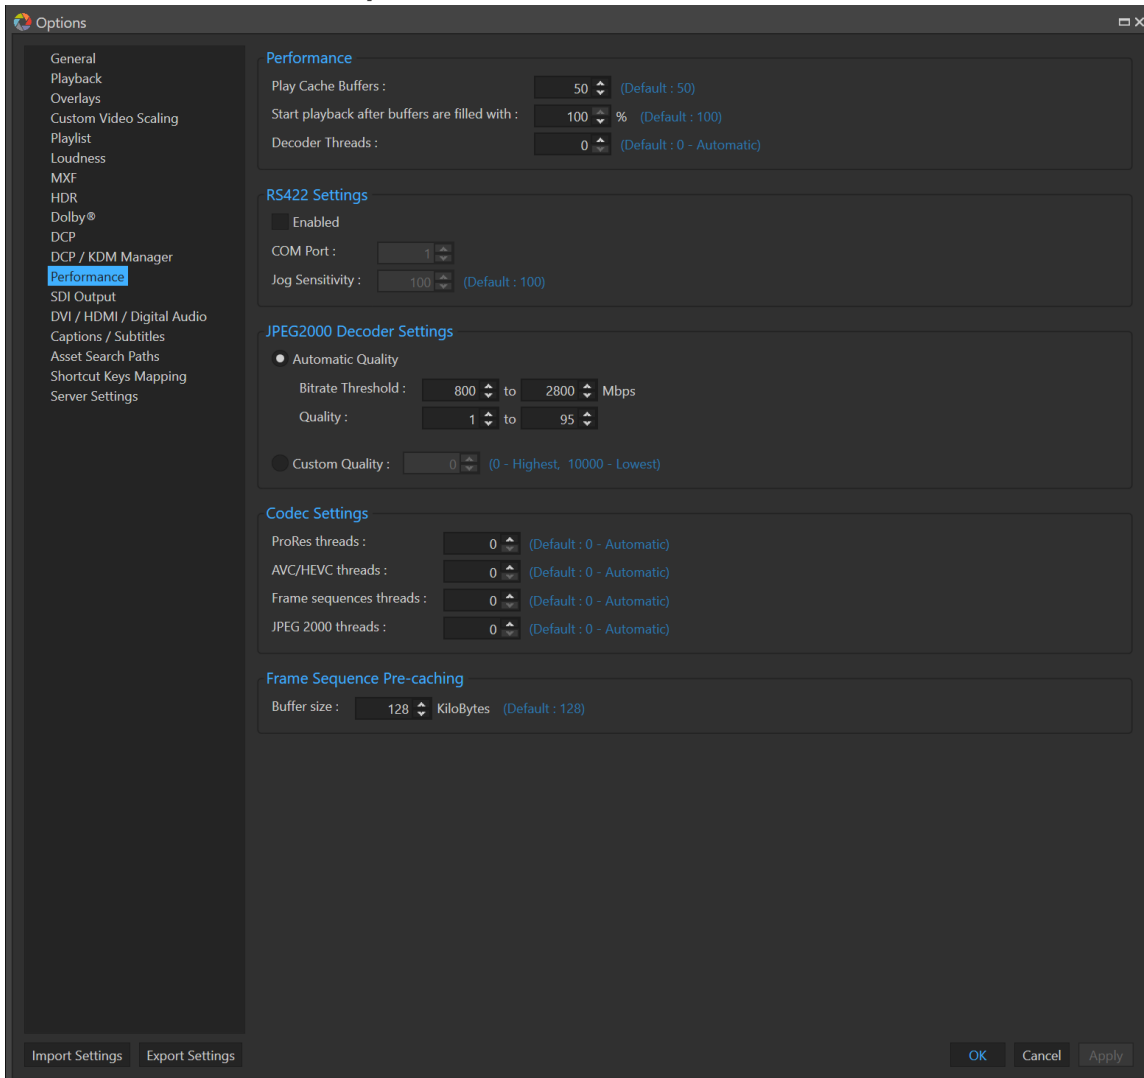 Options
General
Playback
Overlays
Custom Video Scaling
Playlist
Loudness
MXF
HDR
Dolby®
DCP
DCP / KDM Manager
Performance
SDI Output
DVI / HDMI / Digital Audio
Captions / Subtitles
Asset Search Paths
Shortcut Keys Mapping
Server Settings
Performance
Play Cache Buffers : 50 (Default : 50)
Start playback after buffers are filled with : 100 % (Default : 100)
Decoder Threads : 0 (Default : 0 - Automatic)
RS422 Settings
Enabled
COM Port : 1
Jog Sensitivity : 100 (Default : 100)
JPEG2000 Decoder Settings
Automatic Quality
Bitrate Threshold : 800 to 2800 Mbps
Quality : 1 to 95
Custom Quality : 0 (0 - Highest, 10000 - Lowest)
Codec Settings
ProRes threads : 0 (Default : 0 - Automatic)
AVC/HEVC threads : 0 (Default : 0 - Automatic)
Frame sequences threads : 0 (Default : 0 - Automatic)
JPEG 2000 threads : 0 (Default : 0 - Automatic)
Frame Sequence Pre-caching
Buffer size : 128 KiloBytes (Default : 128)
Import Settings Export Settings OK Cancel Apply